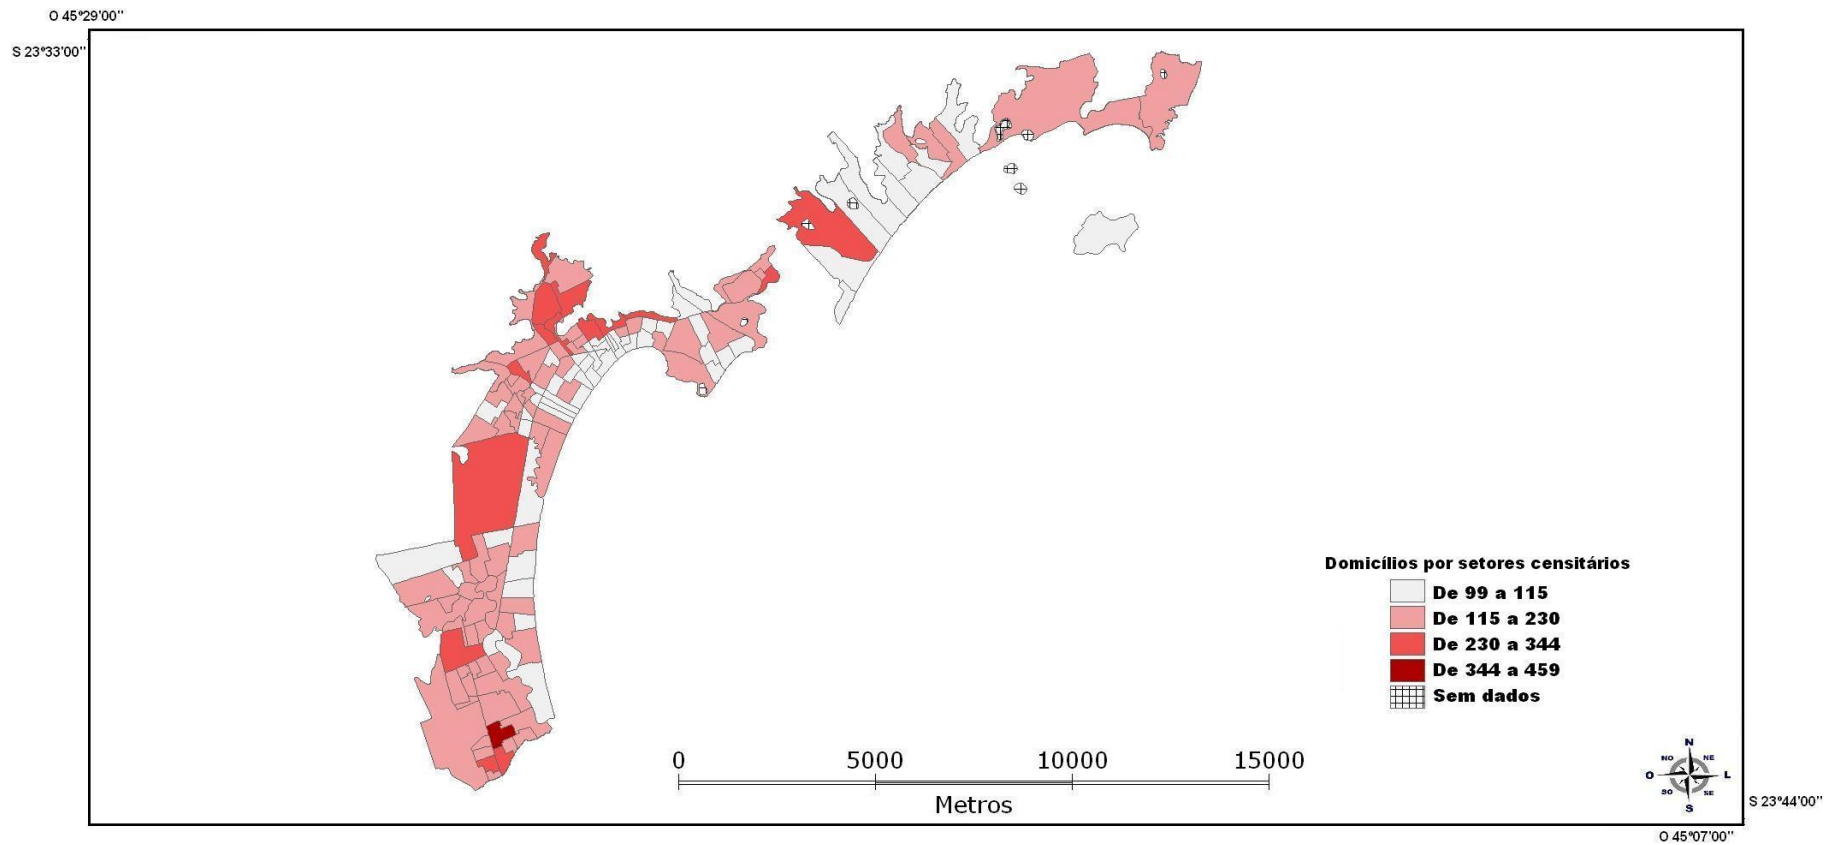 O 45°29'00''
S 23°33'00''
Domicílios por setores censitários
De 99 a 115
De 115 a 230
De 230 a 344
De 344 a 459
Sem dados
0 5000 10000 15000
Metros
N
NO NE
O L
SO SE
S
S 23°44'00''
O 45°07'00''